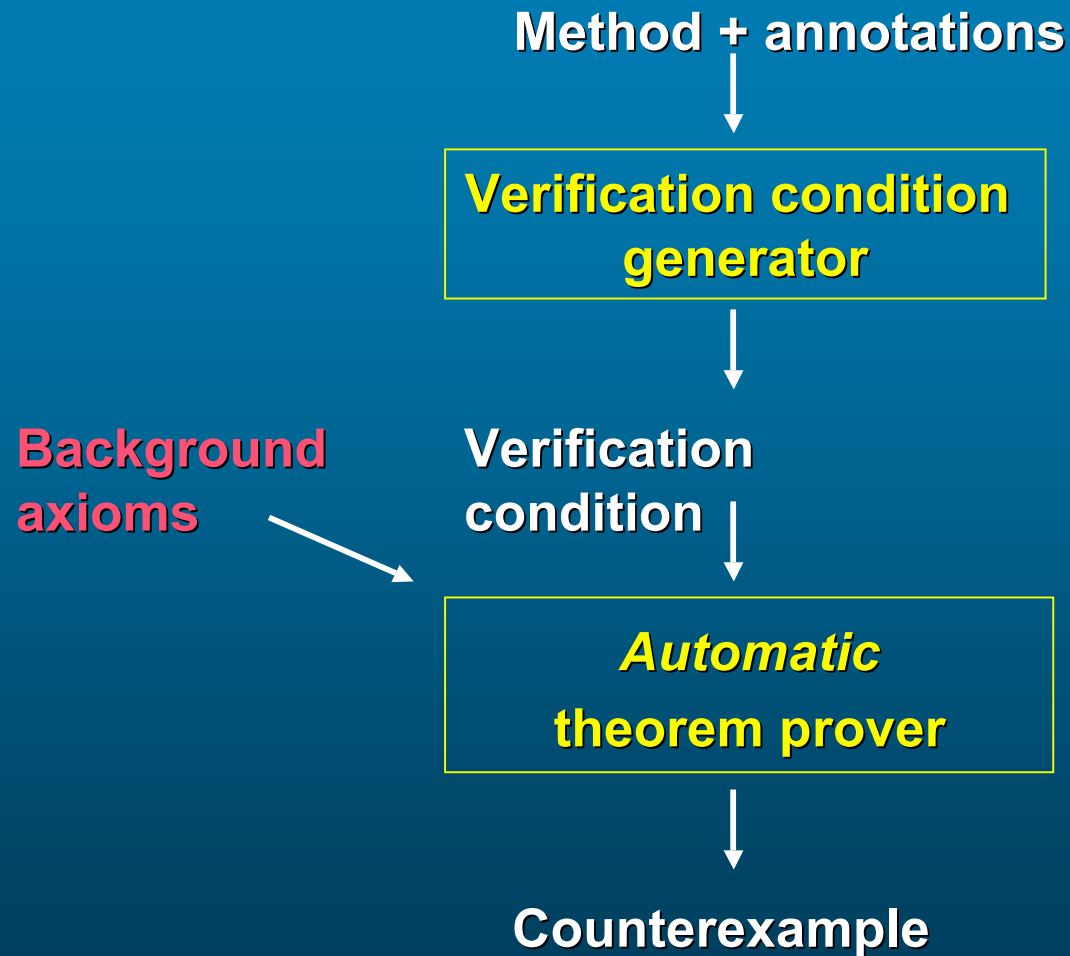 Method + annotations
Verification condition
generator
Background
axioms
Verification
condition
Automatic
theorem prover
Counterexample